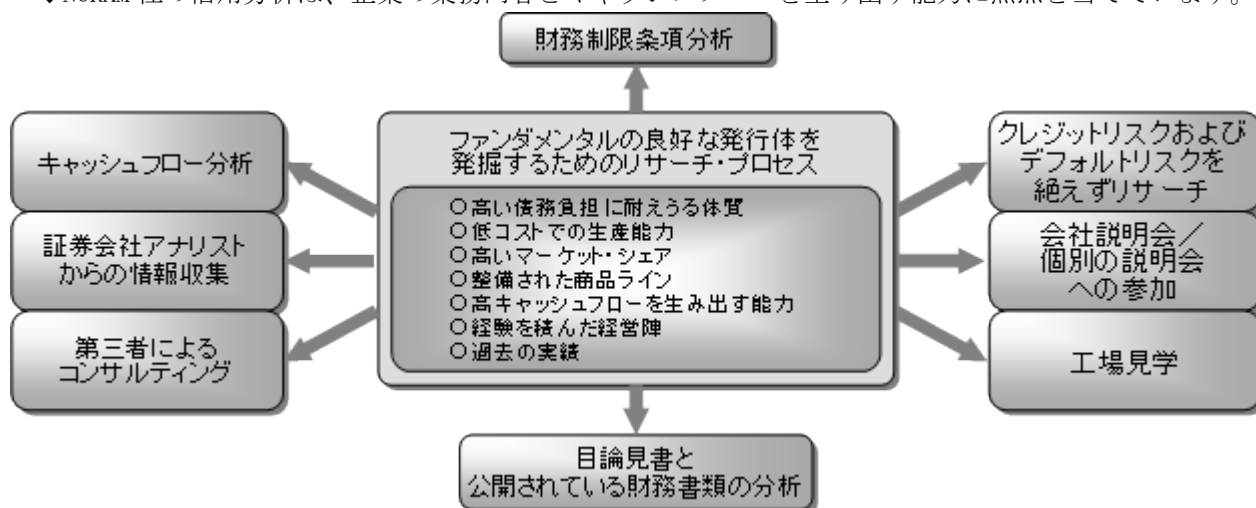 財務制限条項分析
ファンダメンタルの良好な発行体を
発掘するためのリサーチ・プロセス
○高い債務負担に耐えうる体質
○低コストでの生産能力
○高いマーケット・シェア
○整備された商品ライン
○高キャッシュフローを生み出す能力
○経験を積んだ経営陣
○過去の実績
キャッシュフロー分析
証券会社アナリスト
からの情報収集
第三者による
コンサルティング
クレジットリスクおよび
デフォルトリスクを
絶えずリサーチ
会社説明会／
個別の説明会
への参加
工場見学
目論見書と
公開されている財務書類の分析